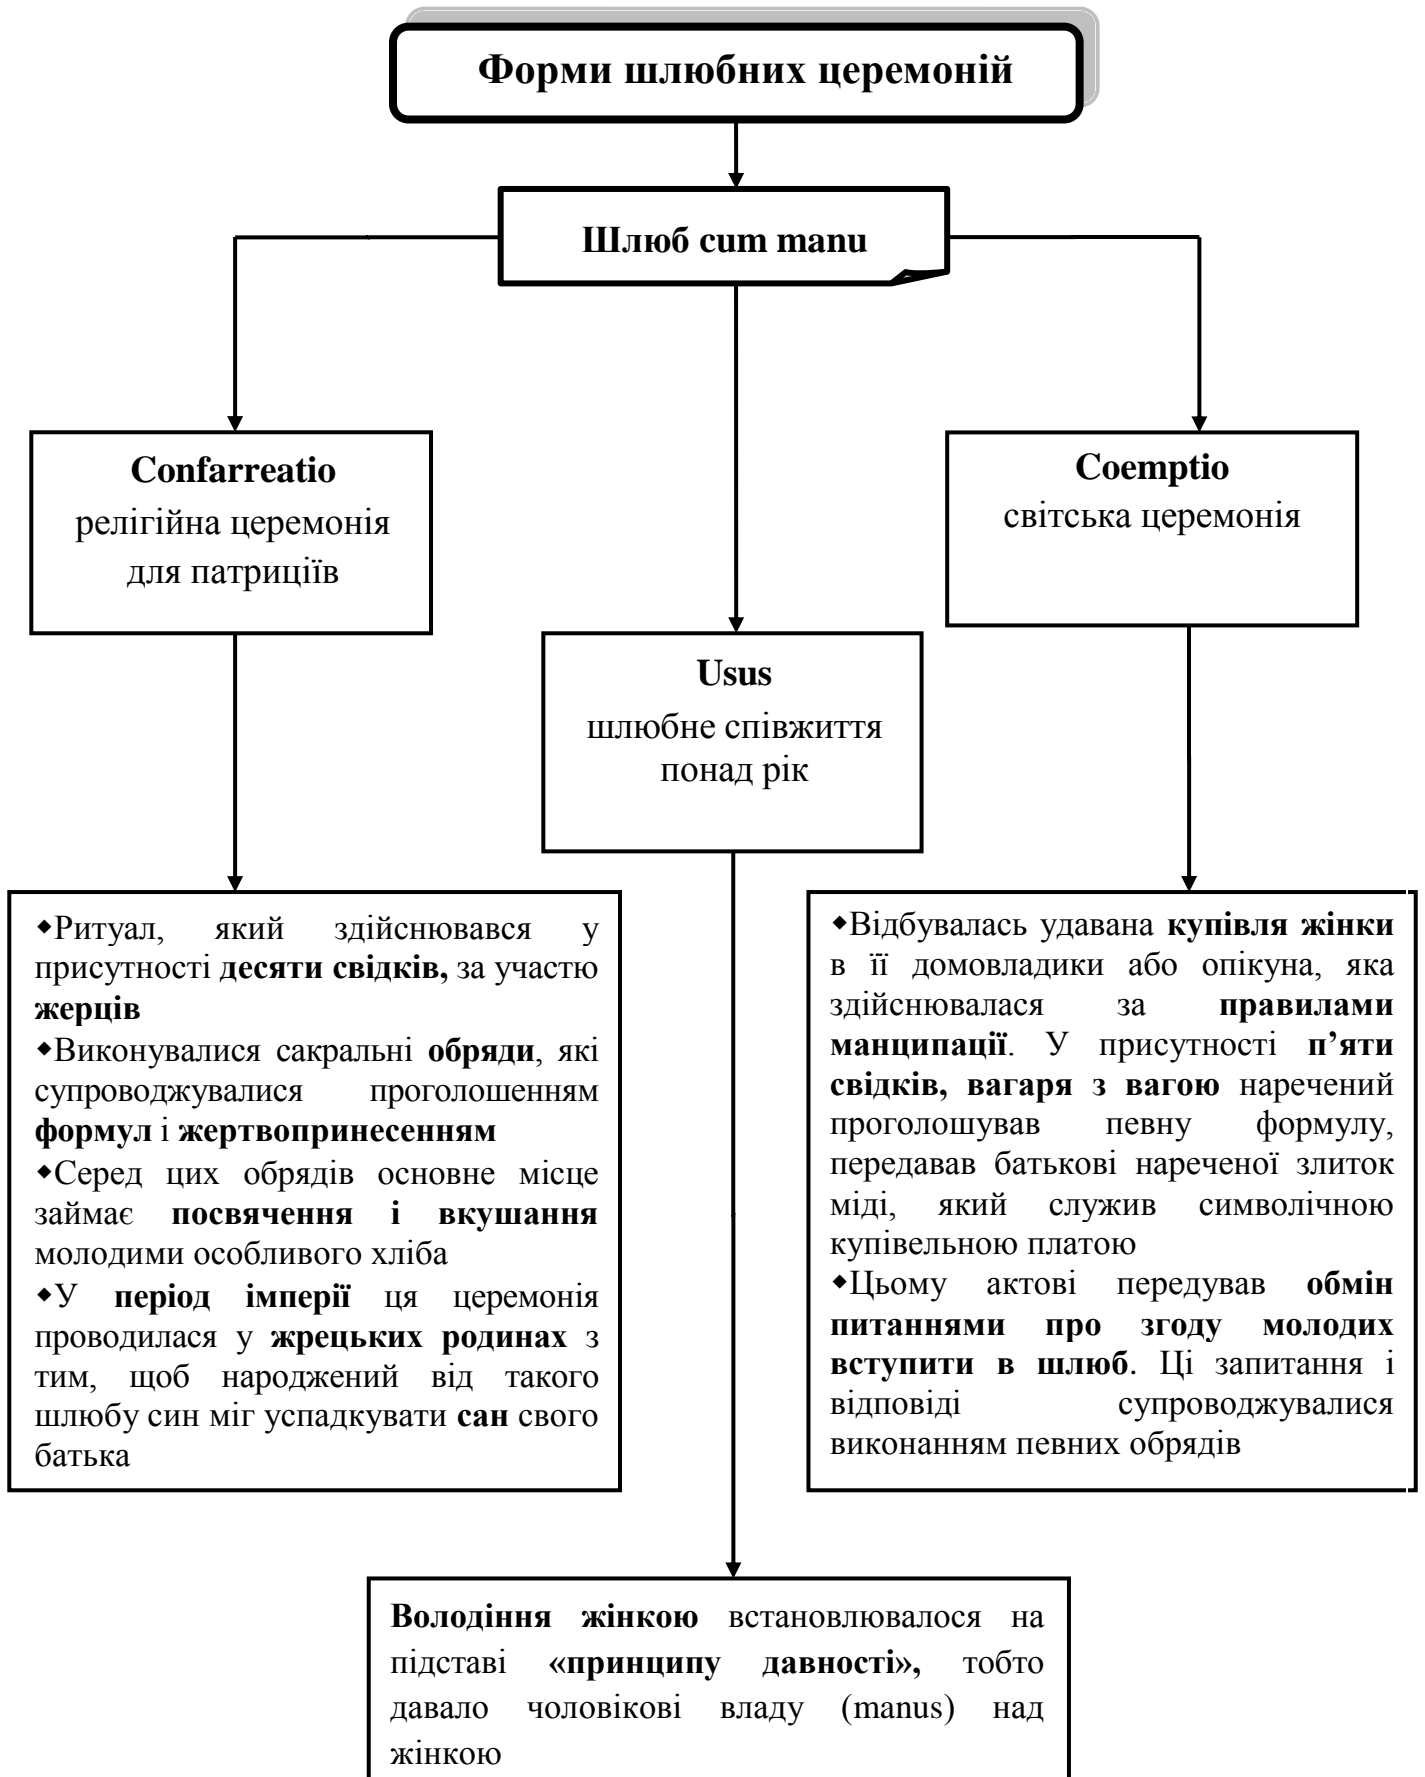 Форми шлюбних церемоній
Шлюб cum manu
Confarreatio
релігійна церемонія
для патриціїв
Coemptio
світська церемонія
Usus
шлюбне співжиття
понад рік
◆Ритуал, який здійснювався у
присутності десяти свідків, за участю
жерців
◆Виконувалися сакральні обряди, які
супроводжувалися проголошенням
формул і жертвопринесенням
◆Серед цих обрядів основне місце
займає посвячення і вкушання
молодими особливого хліба
◆У період імперії ця церемонія
проводилася у жрецьких родинах з
тим, щоб народжений від такого
шлюбу син міг успадкувати сан свого
батька
◆Відбувалась удавана купівля жінки
в її домовладики або опікуна, яка
здійснювалася за правилами
манципації. У присутності п’яти
свідків, вагаря з вагою наречений
проголошував певну формулу,
передавав батькові нареченої злиток
міді, який служив символічною
купівельною платою
◆Цьому актові передував обмін
питаннями про згоду молодих
вступити в шлюб. Ці запитання і
відповіді супроводжувалися
виконанням певних обрядів
Володіння жінкою встановлювалося на
підставі «принципу давності», тобто
давало чоловікові владу (manus) над
жінкою